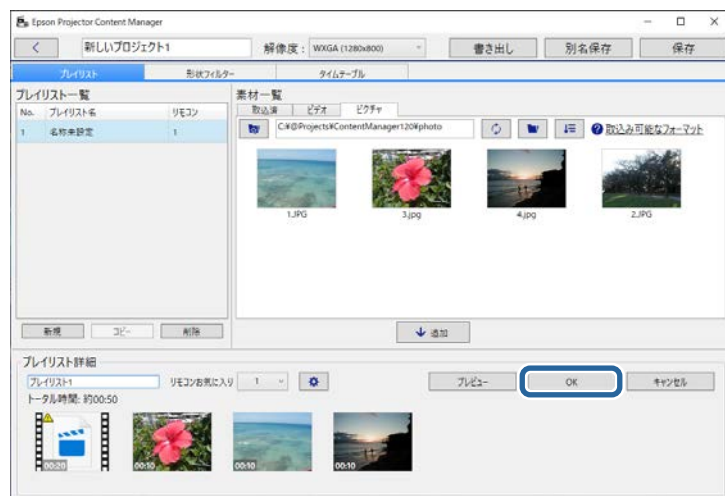 Epson Projector Content Manager
新しいプロジェクト1 解像度： WXGA (1280x800) 書き出し 別名保存 保存
プレイリスト 形状フィルター タイムテーブル
プレイリスト一覧 素材一覧
取込済 ビデオ ピクチャ
No. プレイリスト名 リモコン
C:¥@Projects¥ContentManager120¥photo 取込み可能なフォーマット
1 名称未設定 1
1.JPG 3.jpg 4.jpg 2.JPG
新規 コピー 削除 追加
プレイリスト詳細
プレイリスト1 リモコンお気に入り 1 プレビュー OK キャンセル
トータル時間: 約00:50
00:20 00:10 00:10 00:10